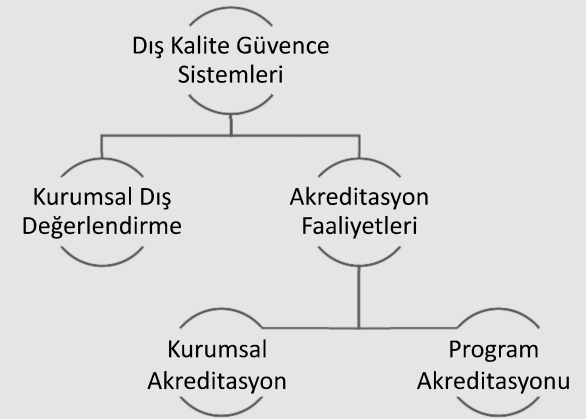 Dış Kalite Güvence
Sistemleri
Kurumsal Dış
Değerlendirme
Akreditasyon
Faaliyetleri
Kurumsal
Akreditasyon
Program
Akreditasyonu